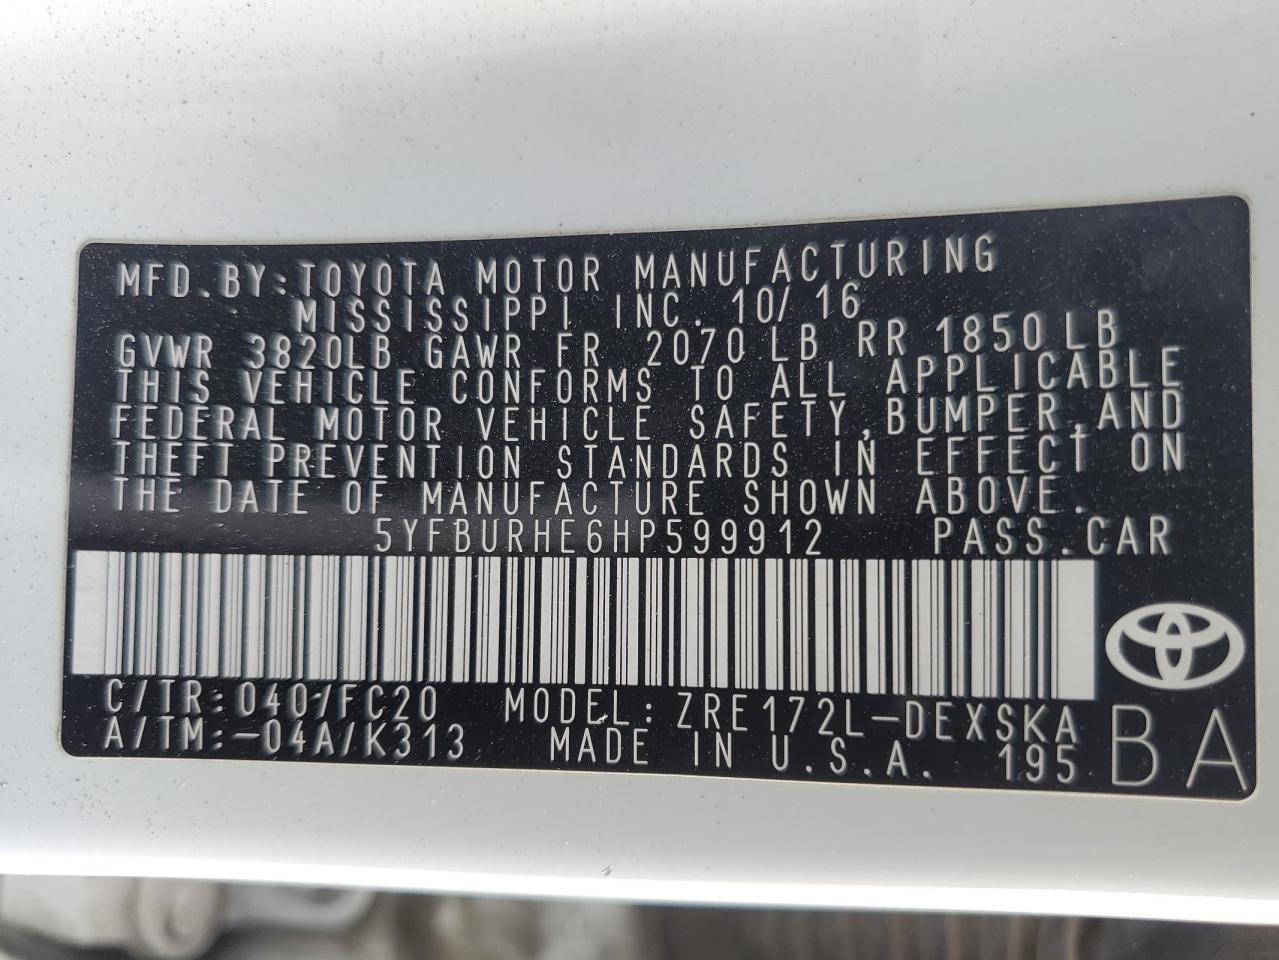 MFD.BY:TOYOTA MOTOR MANUFACTURING
MISSISSIPPI INC. 10/16
GVWR 3820LB GAWR FR 2070LB RR 1850LB
THIS VEHICLE CONFORMS TO ALL APPLICABLE
FEDERAL MOTOR VEHICLE SAFETY,BUMPER,AND
THEFT PREVENTION STANDARDS IN EFFECT ON
THE DATE OF MANUFACTURE SHOWN ABOVE.
5YFBURHE6HP599912 PASS.CAR
C/TR:040/FC20 MODEL:ZRE172L-DEXSKA
A/TM:-04A/K313 MADE IN U.S.A. 195 BA